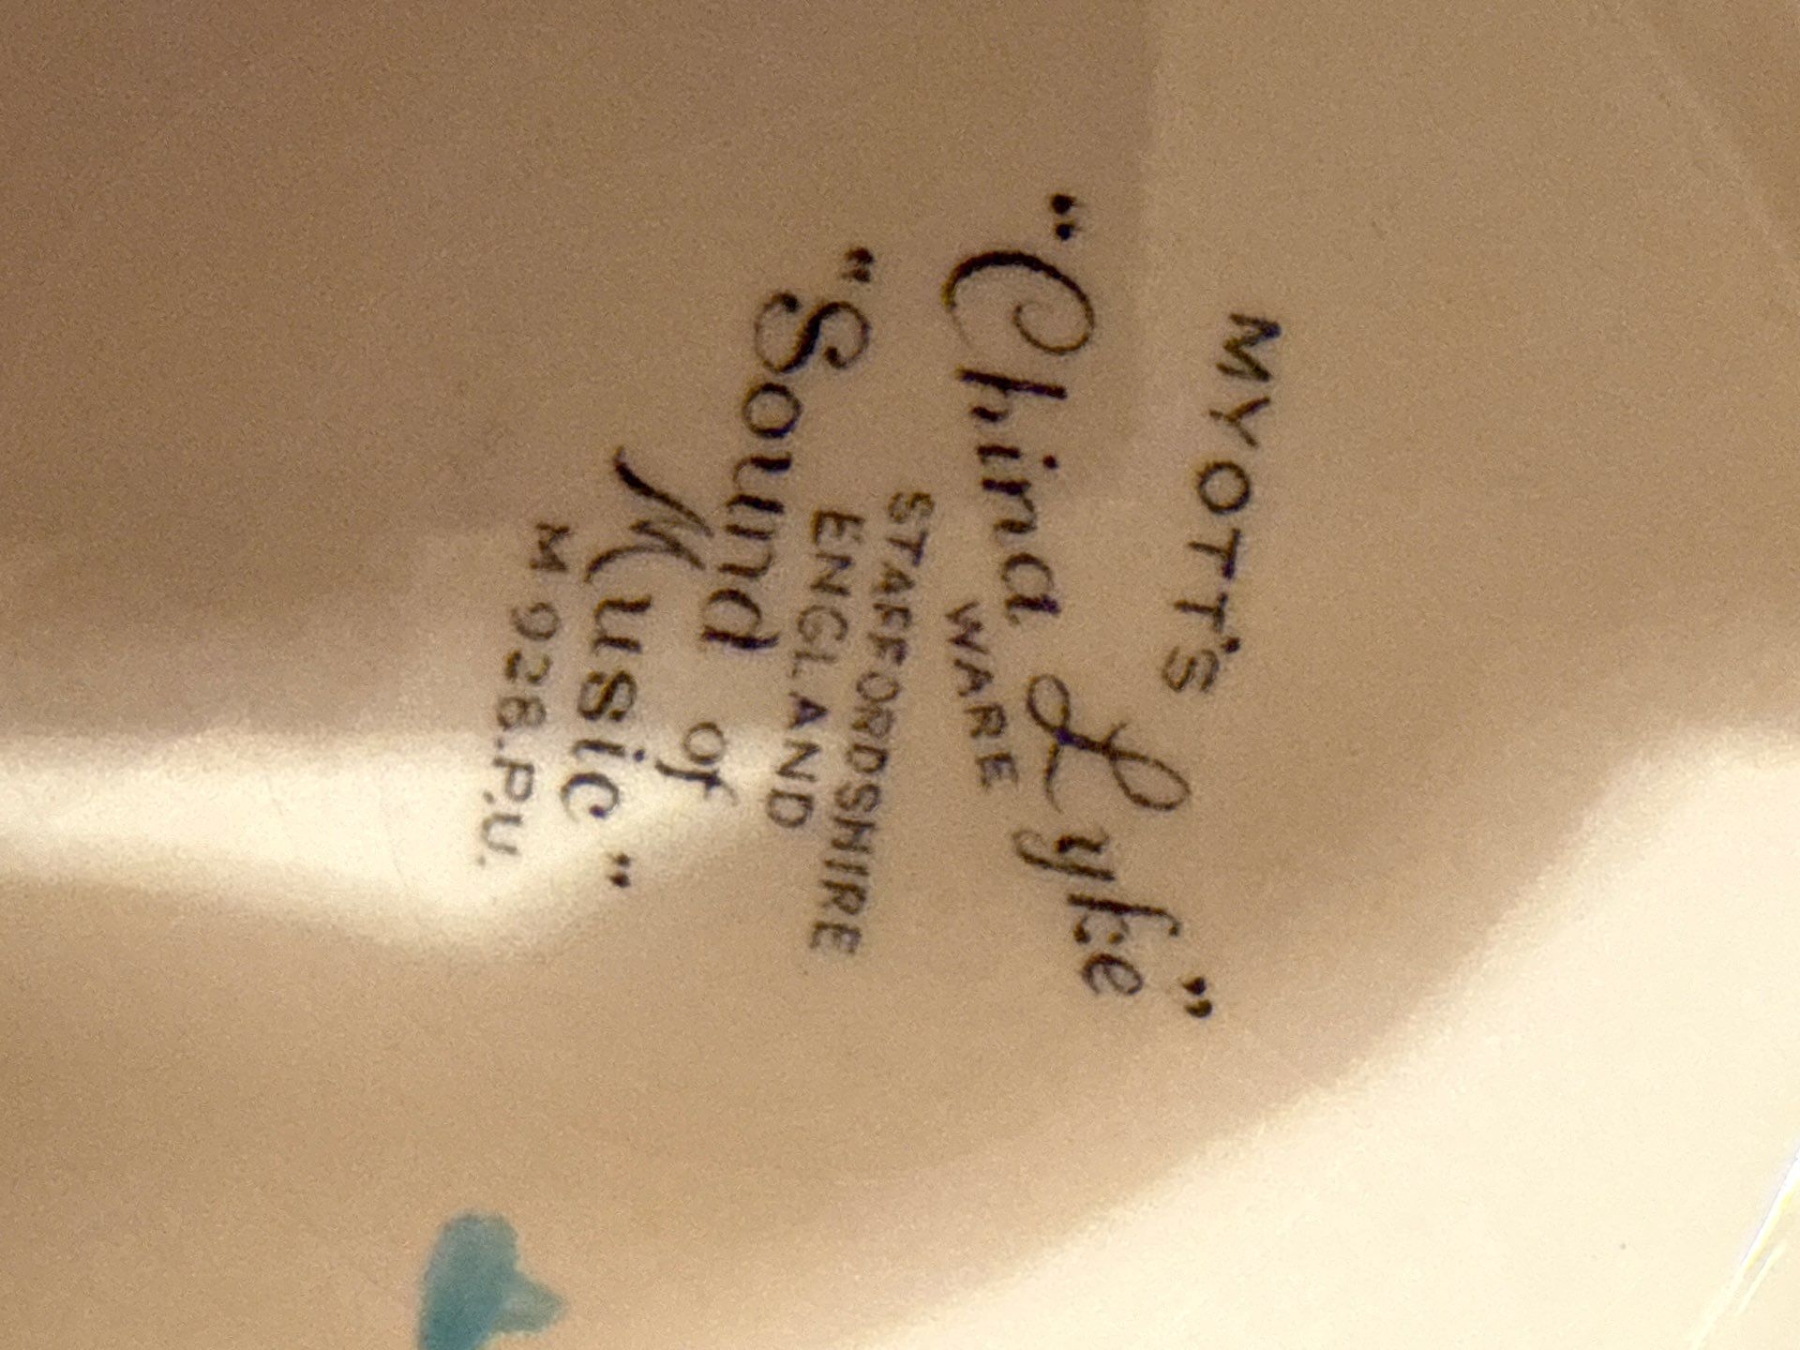 MYOTT'S
"China Lyke"
WARE
STAFFORDSHIRE
ENGLAND
"Sound of
Music"
M 928.P.U.